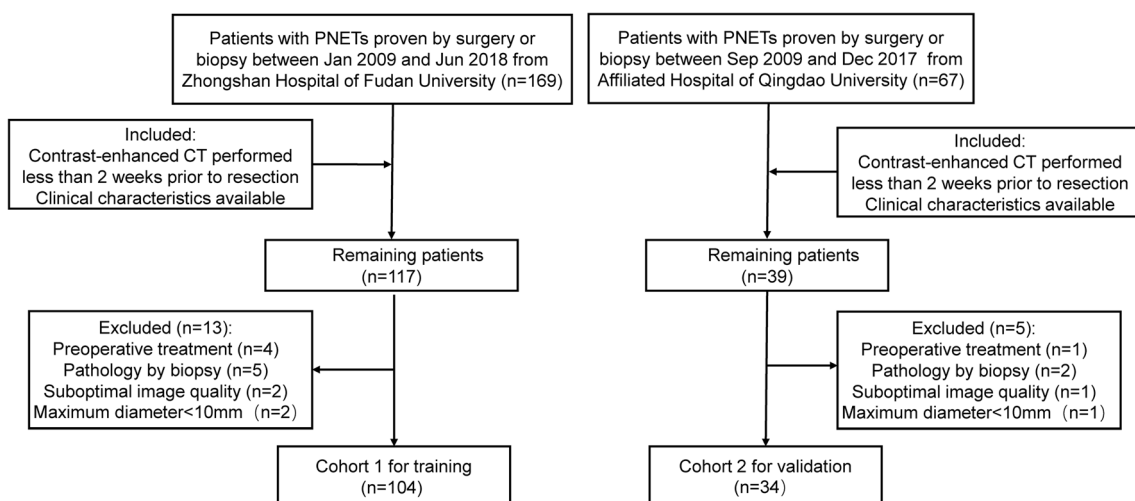 Patients with PNETs proven by surgery or
biopsy between Jan 2009 and Jun 2018 from
Zhongshan Hospital of Fudan University (n=169)
Included:
Contrast-enhanced CT performed
less than 2 weeks prior to resection
Clinical characteristics available
Remaining patients
(n=117)
Excluded (n=13):
Preoperative treatment (n=4)
Pathology by biopsy (n=5)
Suboptimal image quality (n=2)
Maximum diameter<10mm (n=2)
Cohort 1 for training
(n=104)
Patients with PNETs proven by surgery or
biopsy between Sep 2009 and Dec 2017 from
Affiliated Hospital of Qingdao University (n=67)
Included:
Contrast-enhanced CT performed
less than 2 weeks prior to resection
Clinical characteristics available
Remaining patients
(n=39)
Excluded (n=5):
Preoperative treatment (n=1)
Pathology by biopsy (n=2)
Suboptimal image quality (n=1)
Maximum diameter<10mm (n=1)
Cohort 2 for validation
(n=34)